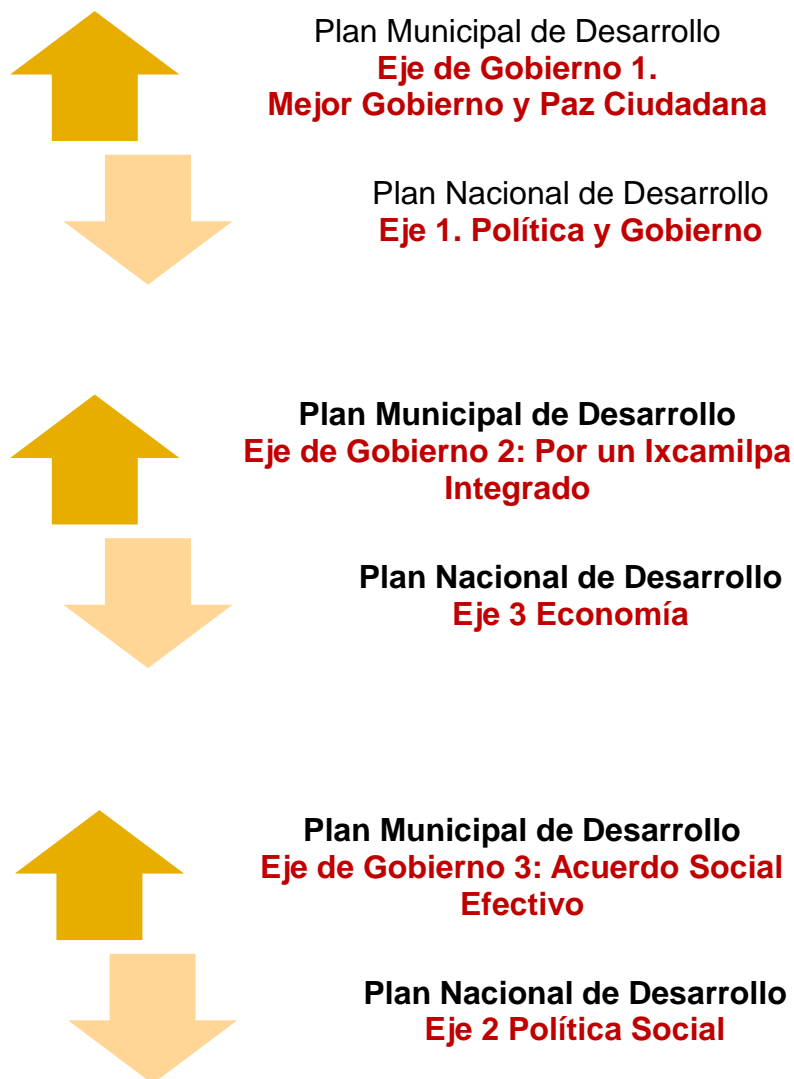 Plan Municipal de Desarrollo
Eje de Gobierno 1.
Mejor Gobierno y Paz Ciudadana
Plan Nacional de Desarrollo
Eje 1. Política y Gobierno
Plan Municipal de Desarrollo
Eje de Gobierno 2: Por un Ixcamilpa
Integrado
Plan Nacional de Desarrollo
Eje 3 Economía
Plan Municipal de Desarrollo
Eje de Gobierno 3: Acuerdo Social
Efectivo
Plan Nacional de Desarrollo
Eje 2 Política Social